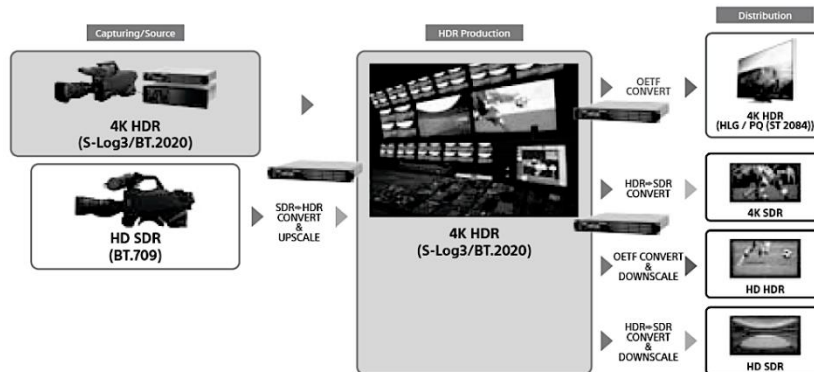 Capturing/Source
HDR Production
Distribution
4K HDR
(S-Log3/BT.2020)
HD SDR
(BT.709)
SDR⇒HDR
CONVERT
&
UPSCALE
4K HDR
(S-Log3/BT.2020)
OETF
CONVERT
4K HDR
(HLG / PQ (ST 2084))
HDR⇒SDR
CONVERT
4K SDR
OETF CONVERT
&
DOWNSCALE
HD HDR
HDR⇒SDR
CONVERT
&
DOWNSCALE
HD SDR